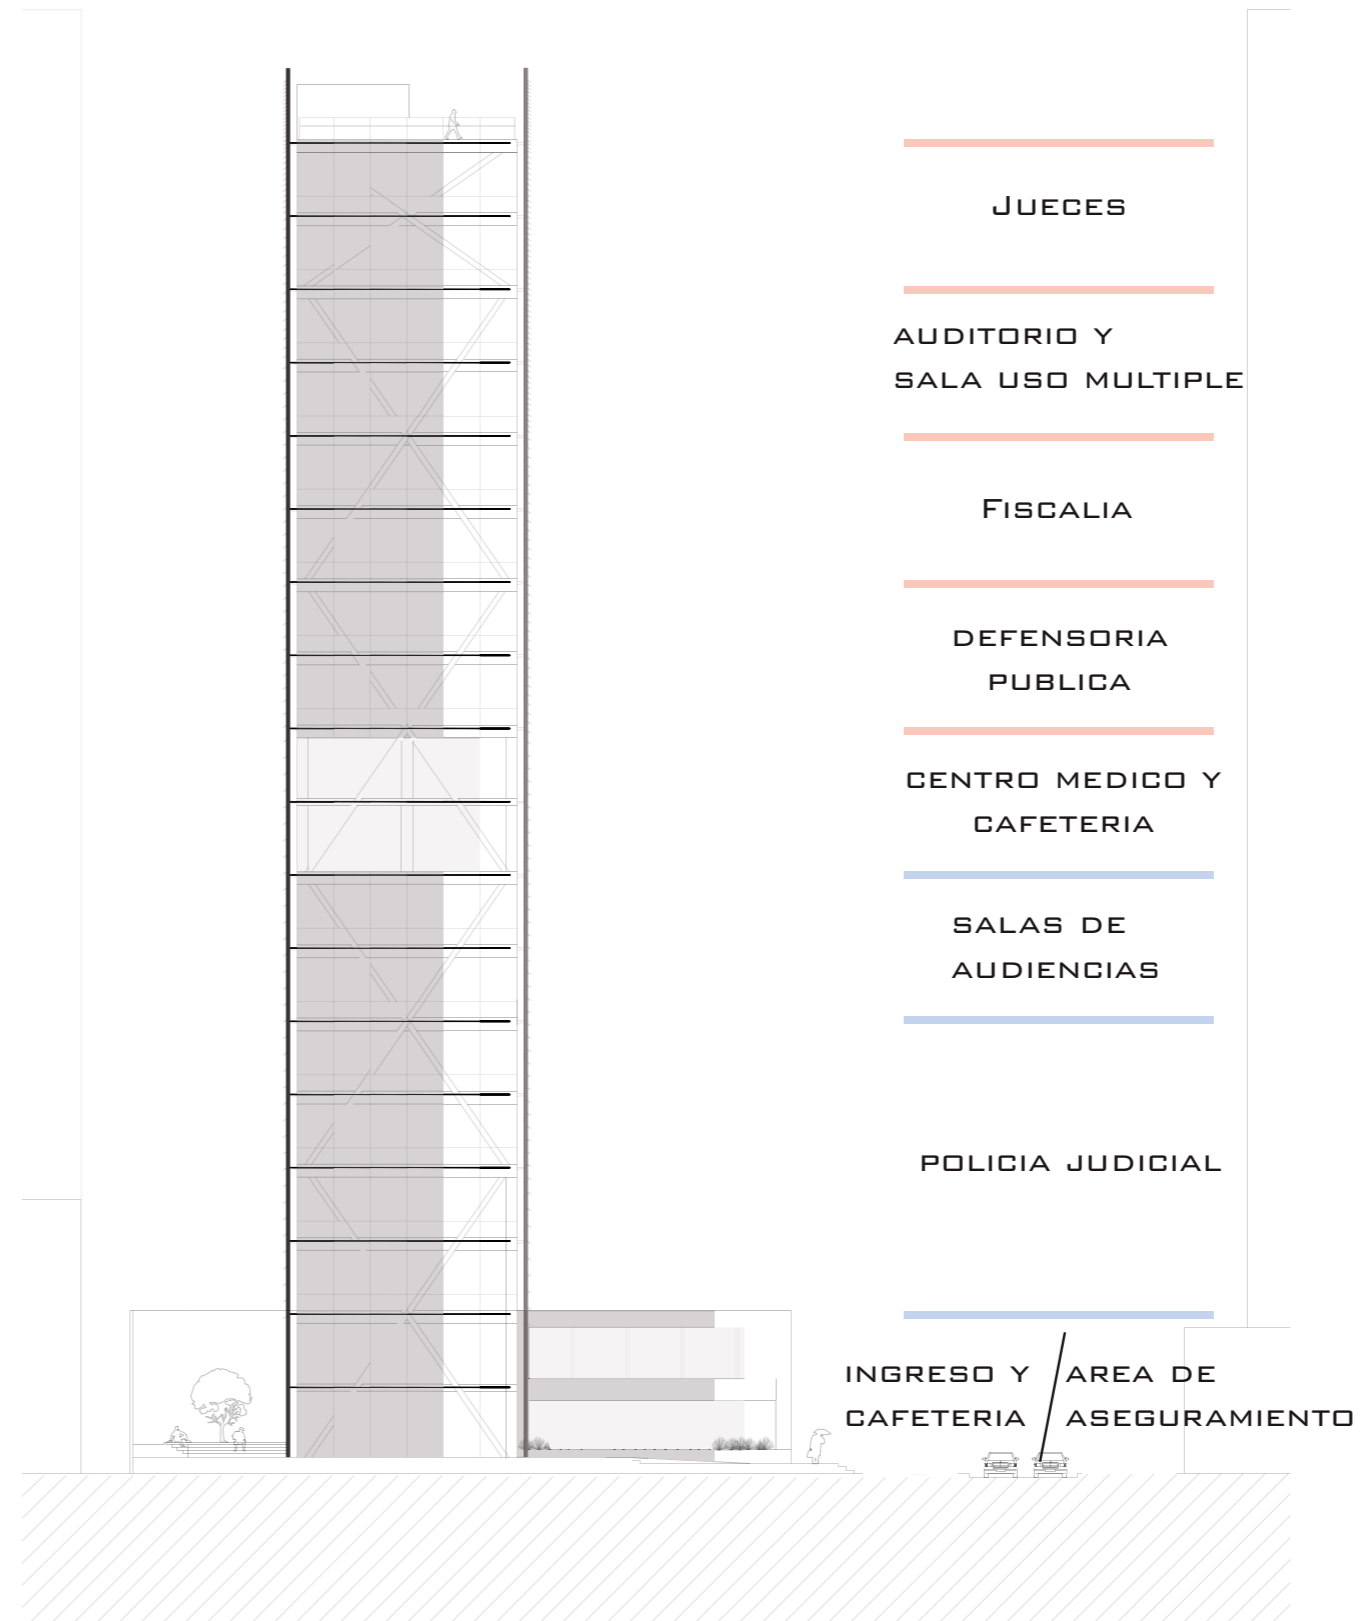 JUECES
AUDITORIO Y
SALA USO MULTIPLE
FISCALIA
DEFENSORIA
PUBLICA
CENTRO MEDICO Y
CAFETERIA
SALAS DE
AUDIENCIAS
POLICIA JUDICIAL
INGRESO Y
CAFETERIA
AREA DE
ASEGURAMIENTO